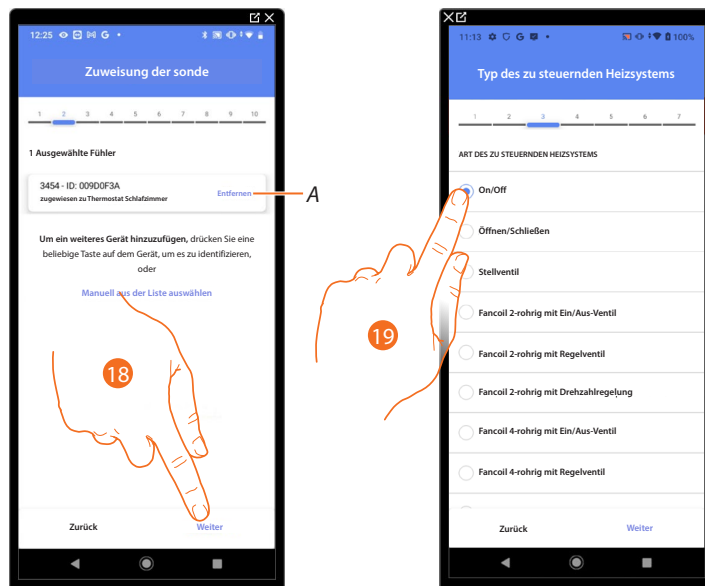 12:25 G
Zuweisung der sonde
1 2 3 4 5 6 7 8 9 10
1 Ausgewählte Fühler
3454 - ID: 009D0F3A
zugewiesen zu Thermostat Schlafzimmer
Entfernen
A
Um ein weiteres Gerät hinzuzufügen, drücken Sie eine
beliebige Taste auf dem Gerät, um es zu identifizieren,
oder
Manuell aus der Liste auswählen
18
Zurück
Weiter
11:13 G 100%
Typ des zu steuernden Heizsystems
1 2 3 4 5 6 7
ART DES ZU STEUERNDEN HEIZSYSTEMS
On/Off
Öffnen/Schließen
Stellventil
Fancoil 2-rohrig mit Ein/Aus-Ventil
19
Fancoil 2-rohrig mit Regelventil
Fancoil 2-rohrig mit Drehzahlregelung
Fancoil 4-rohrig mit Ein/Aus-Ventil
Fancoil 4-rohrig mit Regelventil
Zurück
Weiter